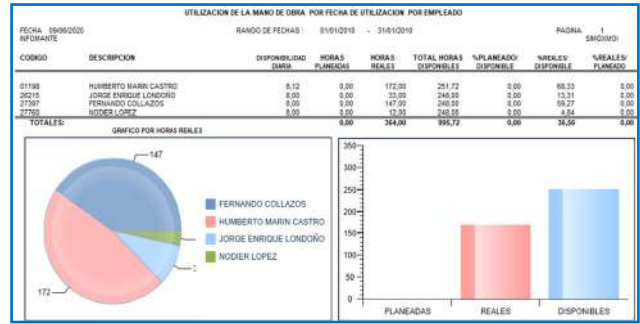 UTILIZACION DE LA MANO DE OBRA POR FECHA DE UTILIZACION POR EMPLEADO
FECHA 09/06/2020 RANGO DE FECHAS : 01/01/2010 - 31/01/2010 PAGINA 1
INFOMANTE SIMOXMOI
CODIGO DESCRIPCION DISPONIBILIDAD DIARIA HORAS PLANEADAS HORAS REALES TOTAL HORAS DISPONIBLES %PLANEADO/ DISPONIBLE %REALES/ DISPONIBLE %REALES/ PLANEADO
01198 HUMBERTO MARIN CASTRO 8,12 0,00 172,00 251,72 0,00 68,33 0,00
26215 JORGE ENRIQUE LONDOÑO 8,00 0,00 33,00 248,00 0,00 13,31 0,00
27397 FERNANDO COLLAZOS 8,00 0,00 147,00 248,00 0,00 59,27 0,00
27760 NODIER LOPEZ 8,00 0,00 12,00 248,00 0,00 4,84 0,00
TOTALES: 0,00 364,00 995,72 0,00 36,56 0,00
GRAFICO POR HORAS REALES
147
172
FERNANDO COLLAZOS
HUMBERTO MARIN CASTRO
JORGE ENRIQUE LONDOÑO
NODIER LOPEZ
350
300
250
200
150
100
50
0
PLANEADAS REALES DISPONIBLES